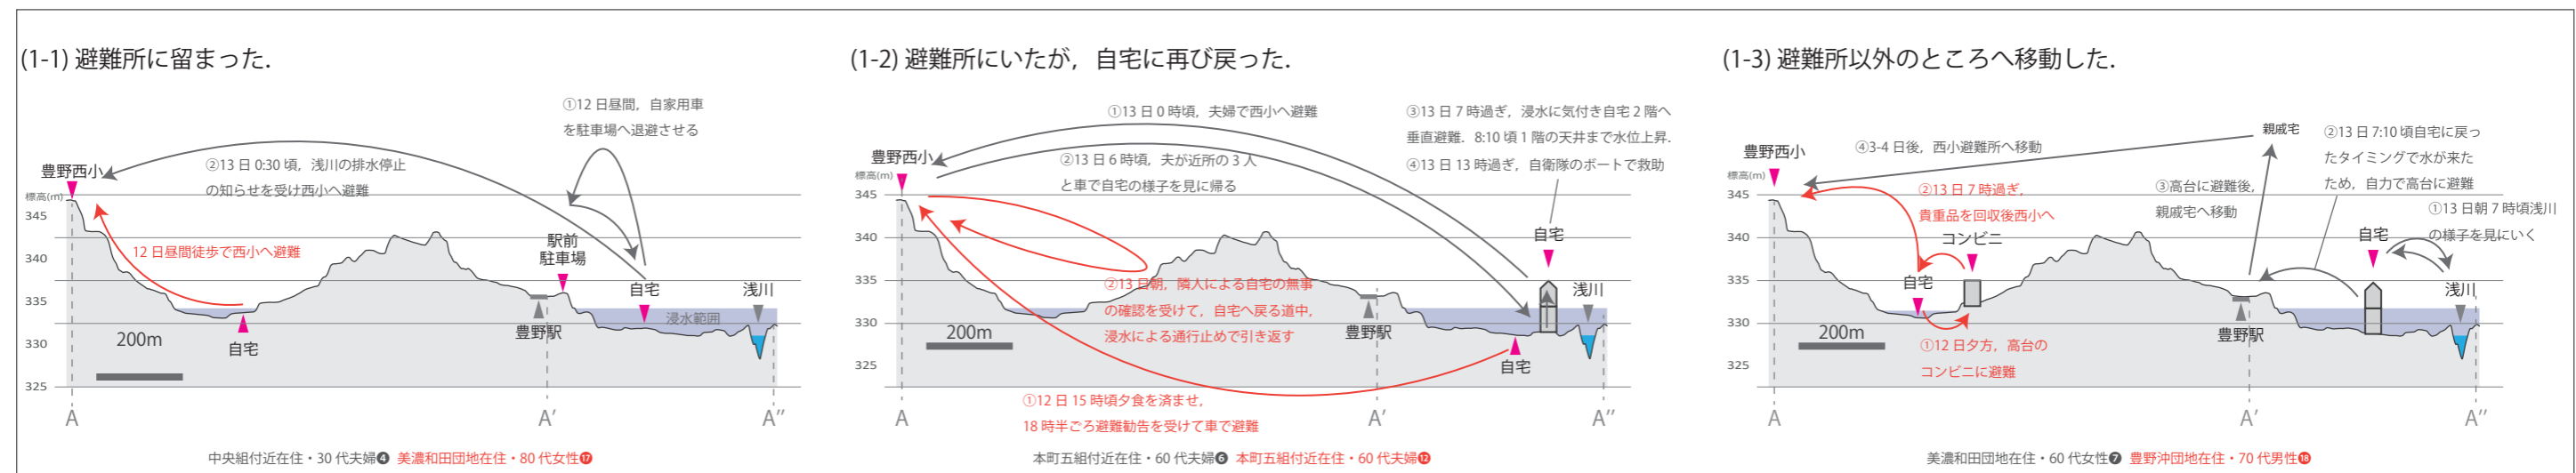 (1-1) 避難所に留まった.
①12 日昼間，自家用車
を駐車場へ退避させる
豊野西小
②13 日 0:30 頃，浅川の排水停止
の知らせを受け西小へ避難
標高(m)
345
12 日昼間徒歩で西小へ避難
駅前
駐車場
340
335
自宅
浅川
浸水範囲
330
200m
豊野駅
自宅
325
A
A′
A′′
中央組付近在住・30 代夫婦❹ 美濃和田団地在住・80 代女性⓱
(1-2) 避難所にいたが，自宅に再び戻った.
①13 日 0 時頃，夫婦で西小へ避難
③13 日 7 時過ぎ，浸水に気付き自宅 2 階へ
垂直避難．8:10 頃 1 階の天井まで水位上昇.
④13 日 13 時過ぎ，自衛隊のボートで救助
豊野西小
②13 日 6 時頃，夫が近所の 3 人
と車で自宅の様子を見に帰る
標高(m)
345
340
自宅
335
②13 日朝，隣人による自宅の無事
の確認を受けて，自宅へ戻る道中，
浸水による通行止めで引き返す
浅川
330
200m
豊野駅
325
自宅
①12 日 15 時頃夕食を済ませ，
18 時半ごろ避難勧告を受けて車で避難
A
A′
A′′
本町五組付近在住・60 代夫婦❻ 本町五組付近在住・60 代夫婦⓬
(1-3) 避難所以外のところへ移動した.
親戚宅
②13 日 7:10 頃自宅に戻っ
たタイミングで水が来た
ため，自力で高台に避難
豊野西小
④3-4 日後，西小避難所へ移動
標高(m)
345
②13 日 7 時過ぎ，
貴重品を回収後西小へ
③高台に避難後，
親戚宅へ移動
①13 日朝 7 時頃浅川
の様子を見にいく
340
コンビニ
自宅
335
自宅
浅川
330
200m
豊野駅
①12 日夕方，高台の
コンビニに避難
325
A
A′
A′′
美濃和田団地在住・60 代女性❼ 豊野沖団地在住・70 代男性⓲